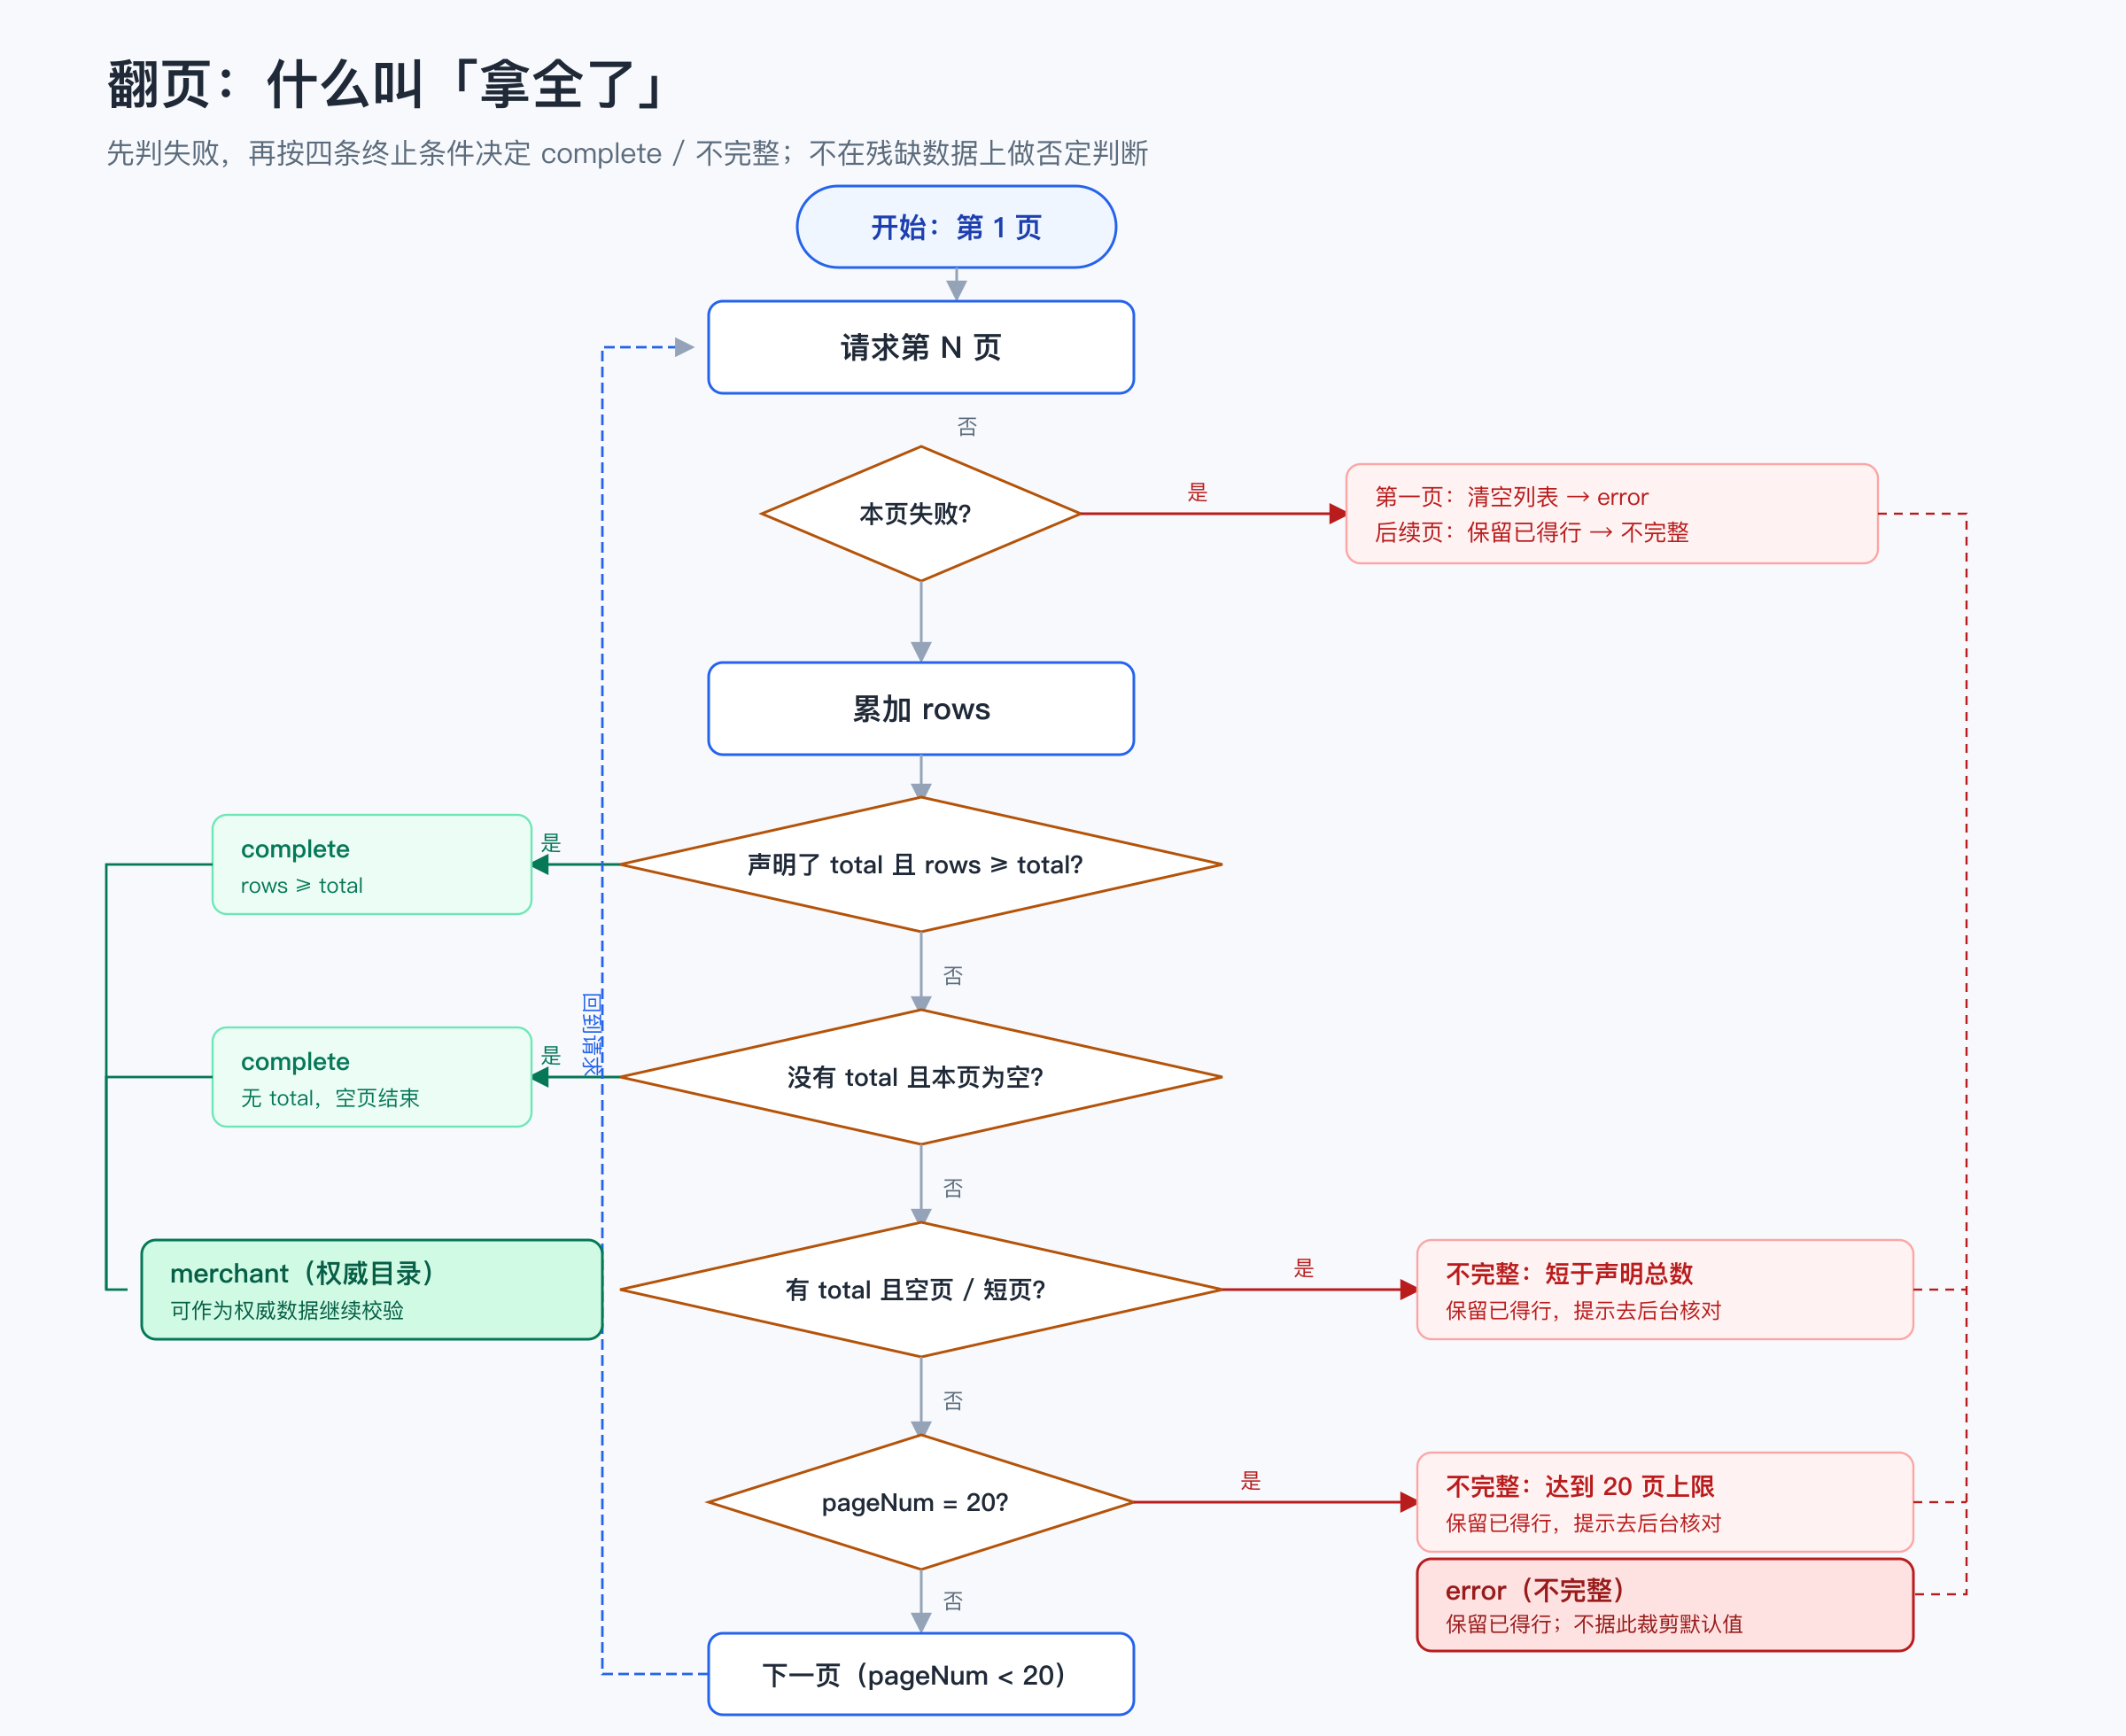 翻页：什么叫「拿全了」
先判失败，再按四条终止条件决定 complete / 不完整；不在残缺数据上做否定判断
开始：第 1 页
请求第 N 页
否
本页失败？
是
第一页：清空列表 → error
后续页：保留已得行 → 不完整
累加 rows
声明了 total 且 rows ≥ total？
是
complete
rows ≥ total
否
回到请求
没有 total 且本页为空？
是
complete
无 total，空页结束
否
merchant（权威目录）
可作为权威数据继续校验
有 total 且空页 / 短页？
是
不完整：短于声明总数
保留已得行，提示去后台核对
否
pageNum = 20？
是
不完整：达到 20 页上限
保留已得行，提示去后台核对
error（不完整）
保留已得行；不据此裁剪默认值
否
下一页（pageNum < 20）